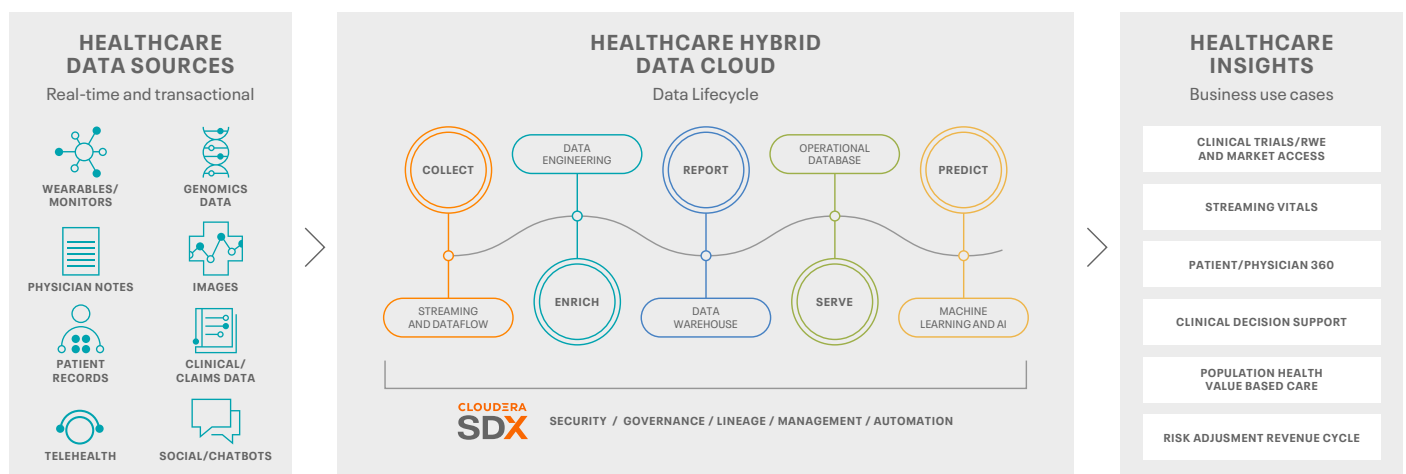 HEALTHCARE
DATA SOURCES
Real-time and transactional
WEARABLES/
MONITORS
GENOMICS
DATA
PHYSICIAN NOTES
IMAGES
PATIENT
RECORDS
CLINICAL/
CLAIMS DATA
TELEHEALTH
SOCIAL/CHATBOTS
HEALTHCARE HYBRID
DATA CLOUD
Data Lifecycle
COLLECT
STREAMING
AND DATAFLOW
DATA
ENGINEERING
ENRICH
REPORT
DATA
WAREHOUSE
OPERATIONAL
DATABASE
SERVE
PREDICT
MACHINE
LEARNING AND AI
CLOUDERA
SDX
SECURITY / GOVERNANCE / LINEAGE / MANAGEMENT / AUTOMATION
HEALTHCARE
INSIGHTS
Business use cases
CLINICAL TRIALS/RWE
AND MARKET ACCESS
STREAMING VITALS
PATIENT/PHYSICIAN 360
CLINICAL DECISION SUPPORT
POPULATION HEALTH
VALUE BASED CARE
RISK ADJUSMENT REVENUE CYCLE